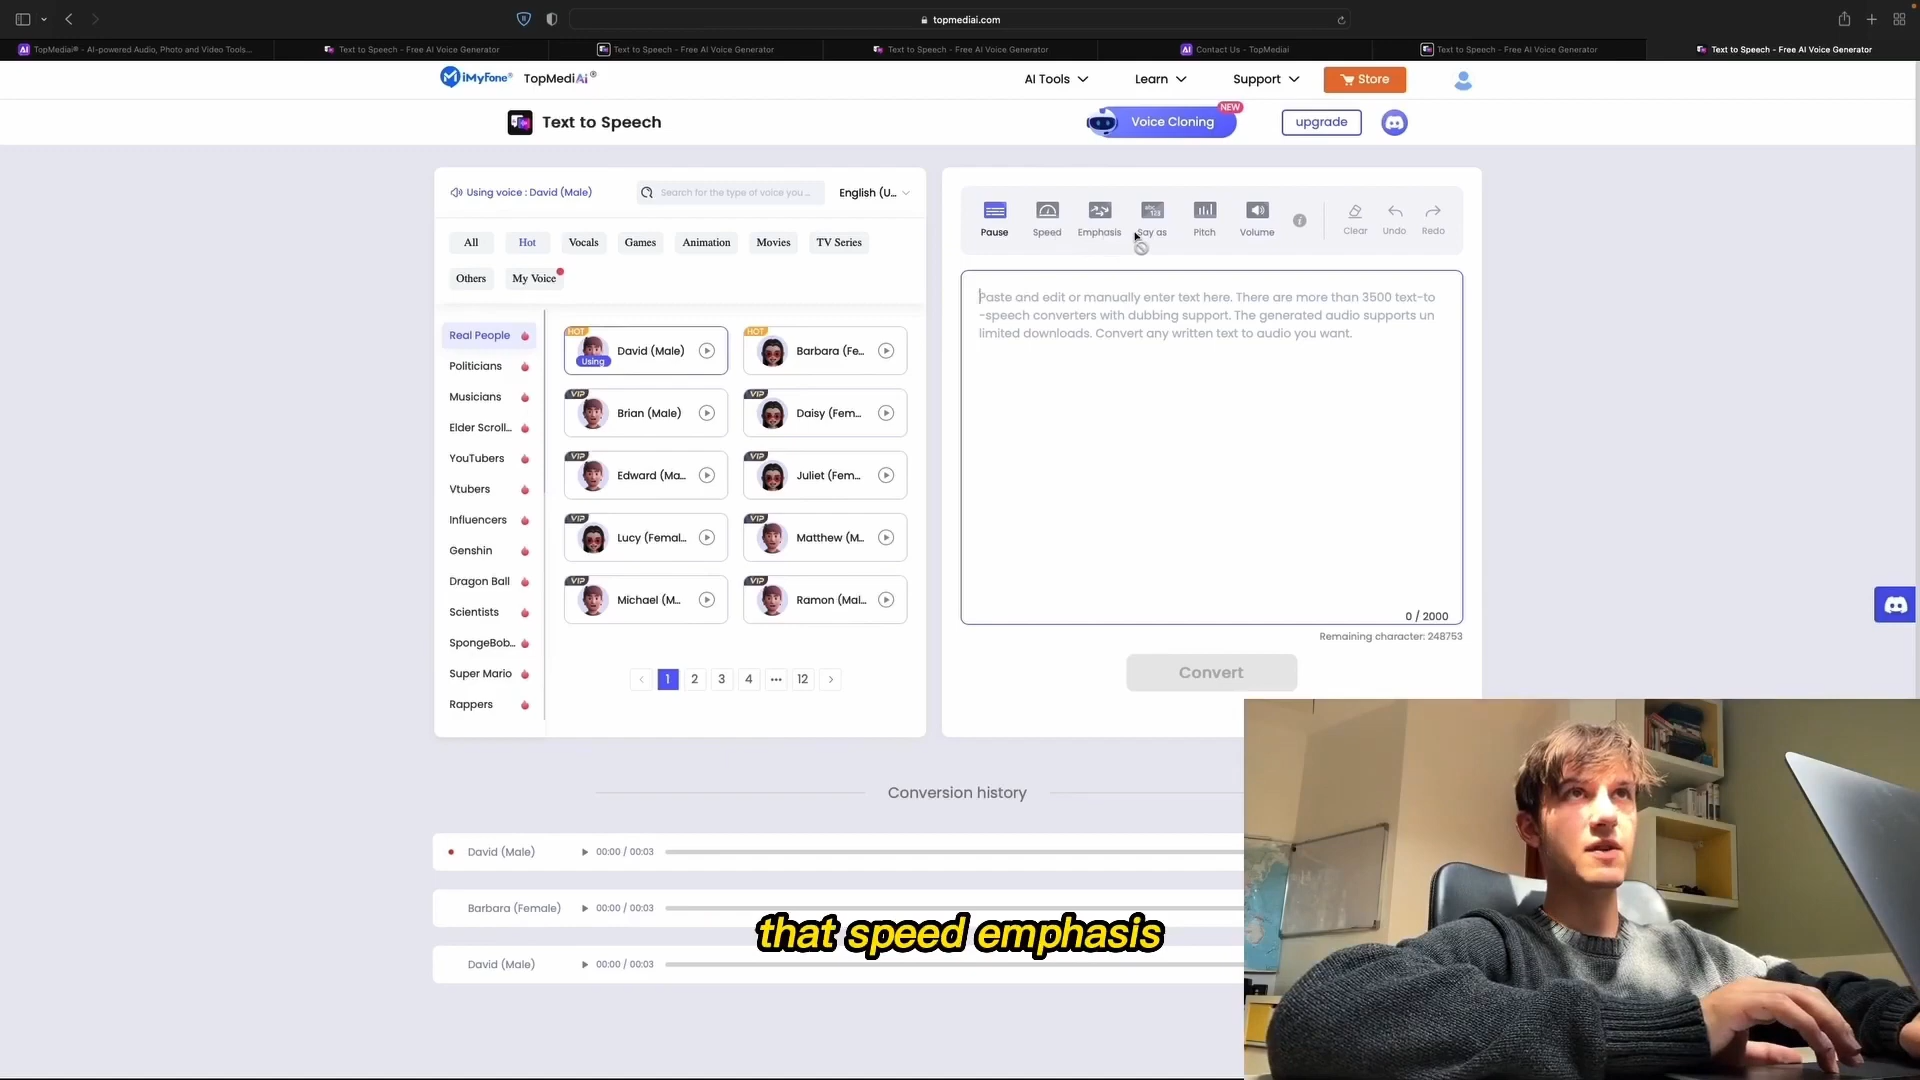 topmediai.com
TopMediai® - AI-powered Audio, Photo and Video Tools...
Text to Speech - Free AI Voice Generator
Text to Speech - Free AI Voice Generator
Text to Speech - Free AI Voice Generator
Contact Us - TopMediai
Text to Speech - Free AI Voice Generator
Text to Speech - Free AI Voice Generator
iMyFone® TopMediAi®
AI Tools
Learn
Support
Store
Text to Speech
NEW
Voice Cloning
upgrade
Using voice : David (Male)
Search for the type of voice you ...
English (U...
All
Hot
Vocals
Games
Animation
Movies
TV Series
Others
My Voice
Real People
Politicians
Musicians
Elder Scroll...
YouTubers
Vtubers
Influencers
Genshin
Dragon Ball
Scientists
SpongeBob...
Super Mario
Rappers
HOT
David (Male)
Using
HOT
Barbara (Fe...
VIP
Brian (Male)
VIP
Daisy (Fem...
VIP
Edward (Ma...
VIP
Juliet (Fem...
VIP
Lucy (Femal...
VIP
Matthew (M...
VIP
Michael (M...
VIP
Ramon (Mal...
1 2 3 4 ••• 12
Pause
Speed
Emphasis
abc 123
Say as
Pitch
Volume
Clear
Undo
Redo
Paste and edit or manually enter text here. There are more than 3500 text-to
-speech converters with dubbing support. The generated audio supports un
limited downloads. Convert any written text to audio you want.
0 / 2000
Remaining character: 248753
Convert
Conversion history
David (Male) 00:00 / 00:03
Barbara (Female) 00:00 / 00:03
that speed emphasis
David (Male) 00:00 / 00:03